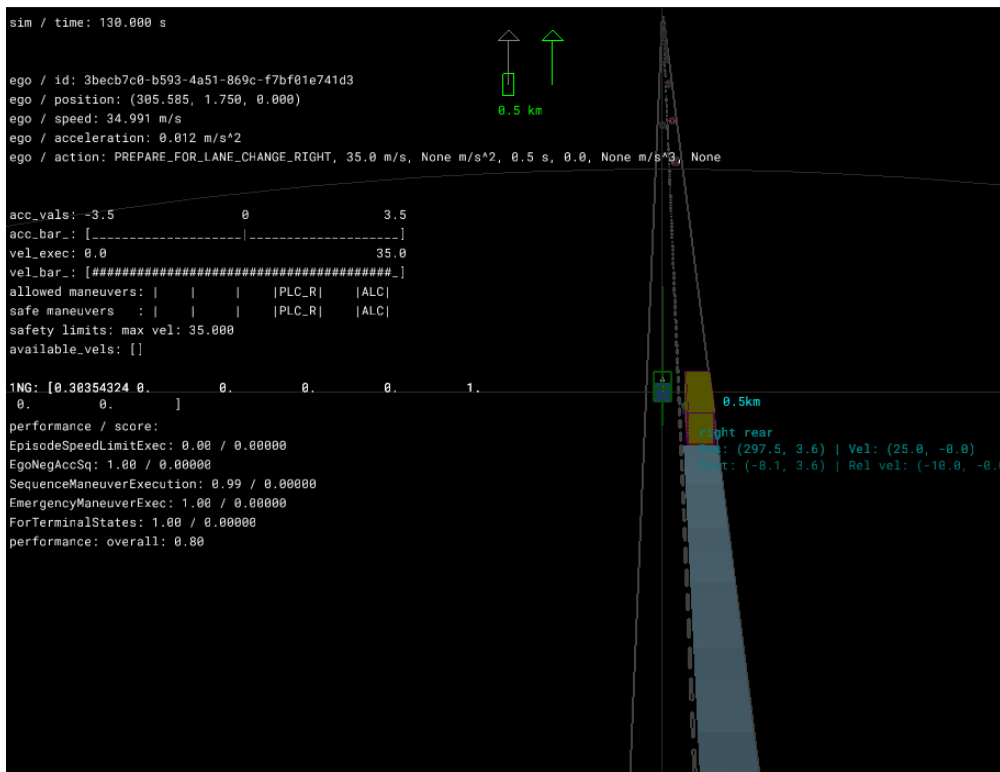 sim / time: 130.000 s
ego / id: 3becb7c0-b593-4a51-869c-f7bf01e741d3
0.5 km
ego / position: (305.585, 1.750, 0.000)
ego / speed: 34.991 m/s
ego / acceleration: 0.012 m/s^2
ego / action: PREPARE_FOR_LANE_CHANGE_RIGHT, 35.0 m/s, None m/s^2, 0.5 s, 0.0, None m/s^3, None
acc_vals: -3.5 0 3.5
acc_bar_: [____________________|____________________]
vel_exec: 0.0 35.0
vel_bar_: [########################################_]
allowed maneuvers: | | | |PLC_R| |ALC|
safe maneuvers : | | | |PLC_R| |ALC|
safety limits: max vel: 35.000
available_vels: []
1NG: [0.30354324 0. 0. 0. 0. 1.
0. 0. ]
0.5km
performance / score:
right rear
EpisodeSpeedLimitExec: 0.00 / 0.00000
Pos: (297.5, 3.6) | Vel: (25.0, -0.0)
EgoNegAccSq: 1.00 / 0.00000
Dist: (-8.1, 3.6) | Rel vel: (-10.0, -0.
SequenceManeuverExecution: 0.99 / 0.00000
EmergencyManeuverExec: 1.00 / 0.00000
ForTerminalStates: 1.00 / 0.00000
performance: overall: 0.80